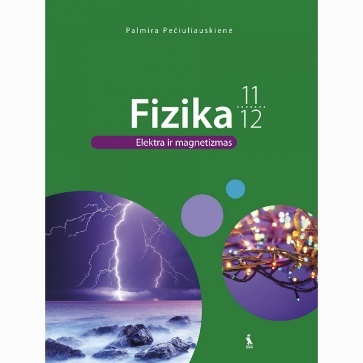 Palmira Pečiuliauskienė
Fizika 11
12
Elektra ir magnetizmas